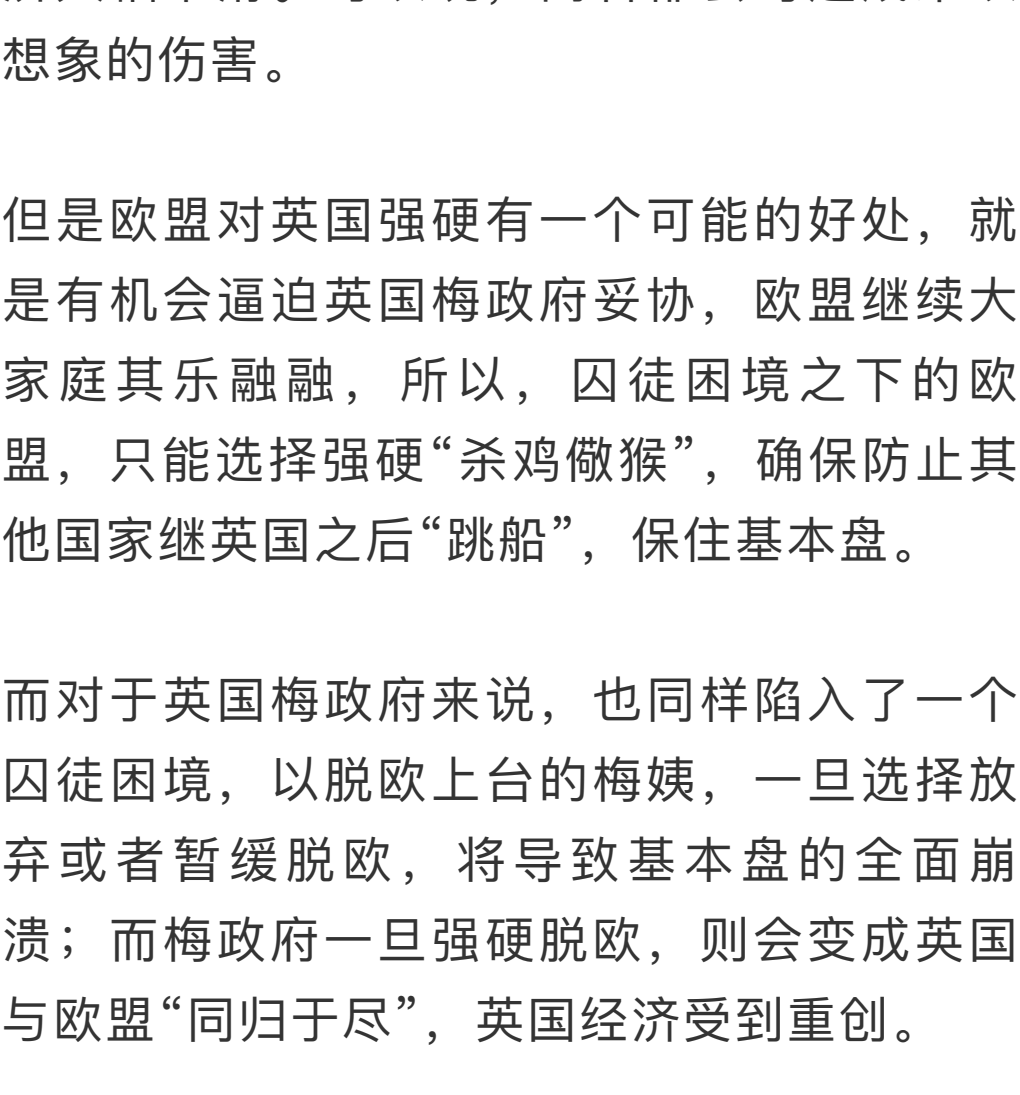 想象的伤害。
但是欧盟对英国强硬有一个可能的好处，就
是有机会逼迫英国梅政府妥协，欧盟继续大
家庭其乐融融，所以，囚徒困境之下的欧
盟，只能选择强硬“杀鸡儆猴”，确保防止其
他国家继英国之后“跳船”，保住基本盘。
而对于英国梅政府来说，也同样陷入了一个
囚徒困境，以脱欧上台的梅姨，一旦选择放
弃或者暂缓脱欧，将导致基本盘的全面崩
溃；而梅政府一旦强硬脱欧，则会变成英国
与欧盟“同归于尽”，英国经济受到重创。